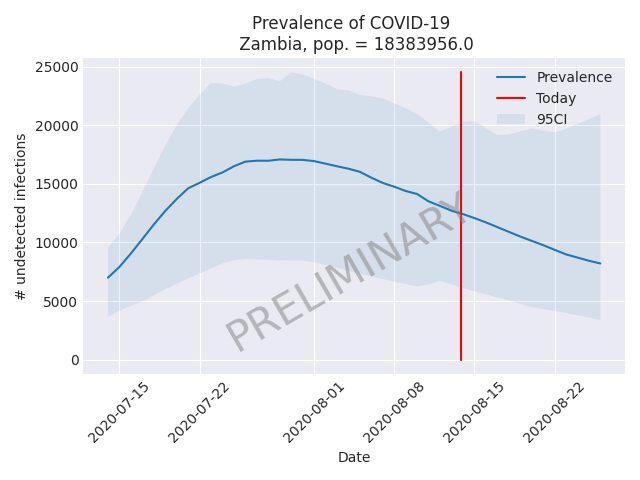 Prevalence of COVID-19
Zambia, pop. = 18383956.0
25000
20000
15000
10000
5000
0
# undetected infections
Prevalence
Today
95CI
PRELIMINARY
2020-07-15
2020-07-22
2020-08-01
2020-08-08
2020-08-15
2020-08-22
Date